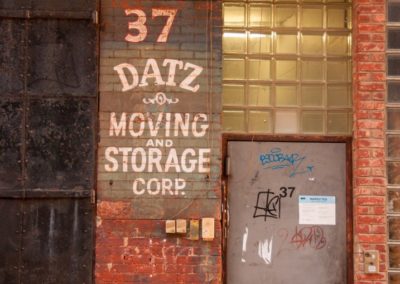 37
DATZ
MOVING
AND
STORAGE
CORP.
37